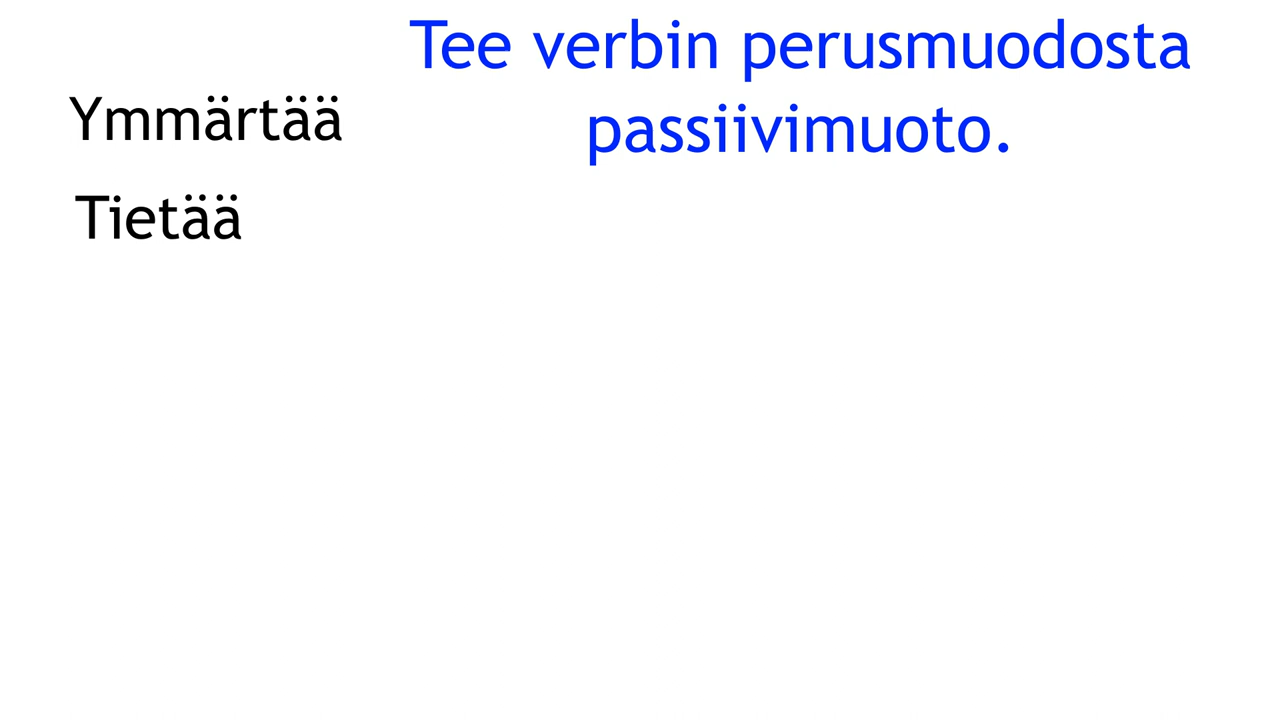 Tee verbin perusmuodosta
passiivimuoto.
Ymmärtää
Tietää